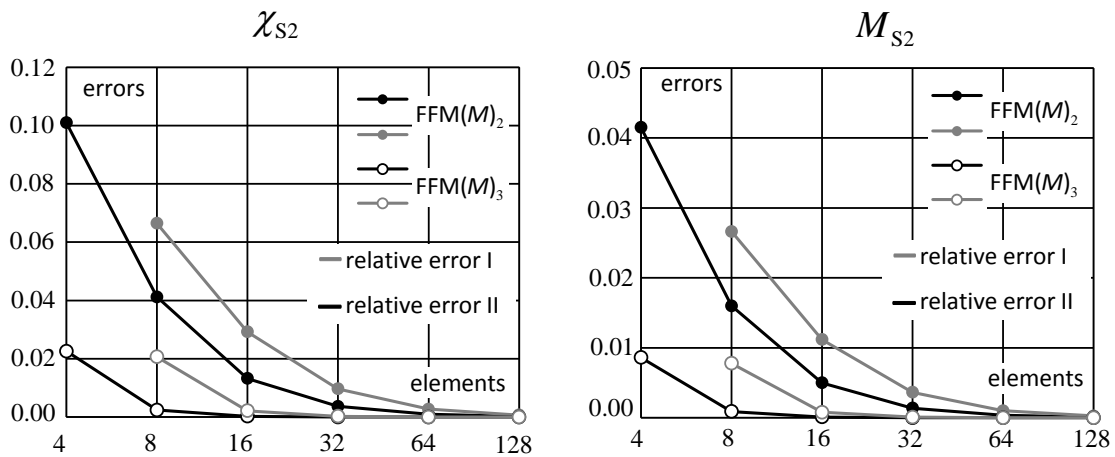 χS2
0.12
errors
FFM(M)2
0.10
0.08
FFM(M)3
0.06
relative error I
0.04
relative error II
0.02
elements
0.00
4 8 16 32 64 128
MS2
0.05
errors
FFM(M)2
0.04
FFM(M)3
0.03
relative error I
0.02
relative error II
0.01
elements
0.00
4 8 16 32 64 128